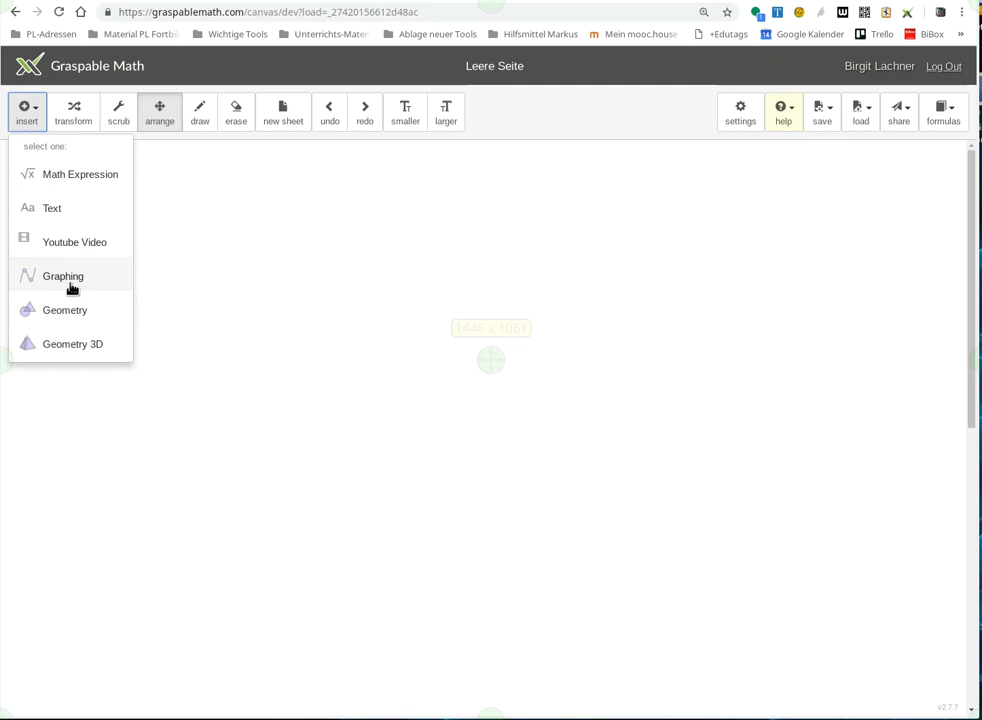 https://graspablemath.com/canvas/dev?load=_27420156612d48ac
PL-Adressen Material PL Fortbi Wichtige Tools Unterrichts-Mater Ablage neuer Tools Hilfsmittel Markus m Mein mooc.house +Edutags 14 Google Kalender Trello BiBox »
Graspable Math Leere Seite Birgit Lachner Log Out
insert transform scrub arrange draw erase new sheet undo redo smaller larger settings help save load share formulas
select one:
√x Math Expression
Aa Text
Youtube Video
Graphing
Geometry
Geometry 3D
1446 x 1061
v2.7.7